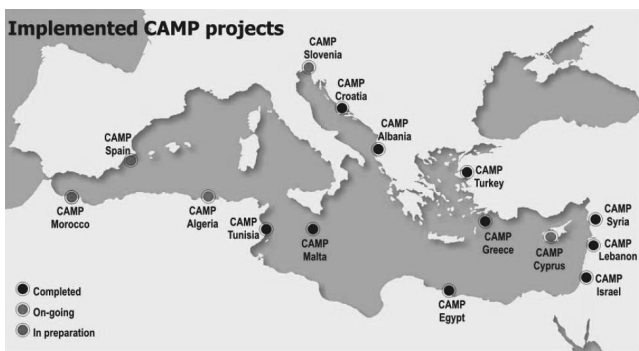 Implemented CAMP projects
CAMP
Slovenia
CAMP
Croatia
CAMP
Albania
CAMP
Spain
CAMP
Turkey
CAMP
Morocco
CAMP
Algeria
CAMP
Tunisia
CAMP
Malta
CAMP
Greece
CAMP
Cyprus
CAMP
Syria
CAMP
Lebanon
CAMP
Israel
CAMP
Egypt
Completed
On-going
In preparation